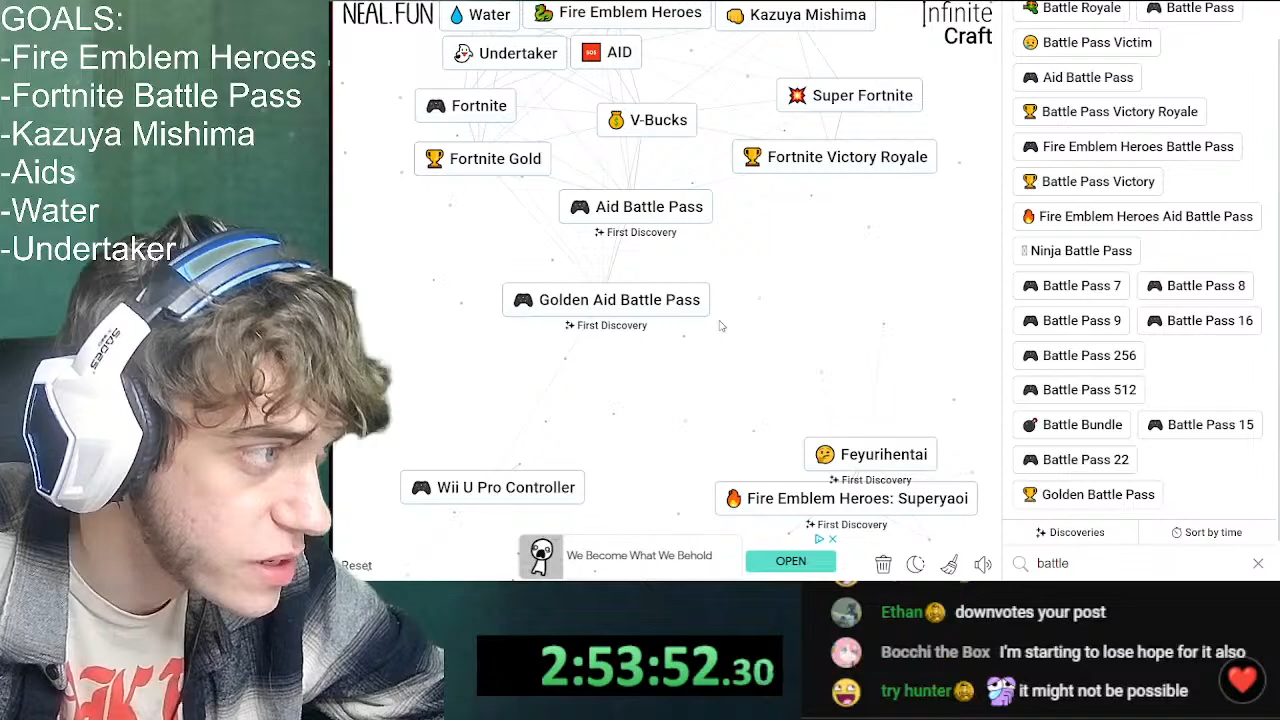 GOALS:
-Fire Emblem Heroes
-Fortnite Battle Pass
-Kazuya Mishima
-Aids
-Water
-Undertaker
SADES
NEAL.FUN
Water
Fire Emblem Heroes
Kazuya Mishima
Infinite
Craft
Undertaker
SOS
AID
Fortnite
V-Bucks
Super Fortnite
Fortnite Gold
Fortnite Victory Royale
Aid Battle Pass
First Discovery
Golden Aid Battle Pass
First Discovery
Feyurihentai
First Discovery
Wii U Pro Controller
Fire Emblem Heroes: Superyaoi
First Discovery
Reset
We Become What We Behold
OPEN
Battle Royale
Battle Pass
Battle Pass Victim
Aid Battle Pass
Battle Pass Victory Royale
Fire Emblem Heroes Battle Pass
Battle Pass Victory
Fire Emblem Heroes Aid Battle Pass
Ninja Battle Pass
Battle Pass 7
Battle Pass 8
Battle Pass 9
Battle Pass 16
Battle Pass 256
Battle Pass 512
Battle Bundle
Battle Pass 15
Battle Pass 22
Golden Battle Pass
Discoveries
Sort by time
battle
2:53:52.30
Ethan downvotes your post
Bocchi the Box I'm starting to lose hope for it also
try hunter it might not be possible